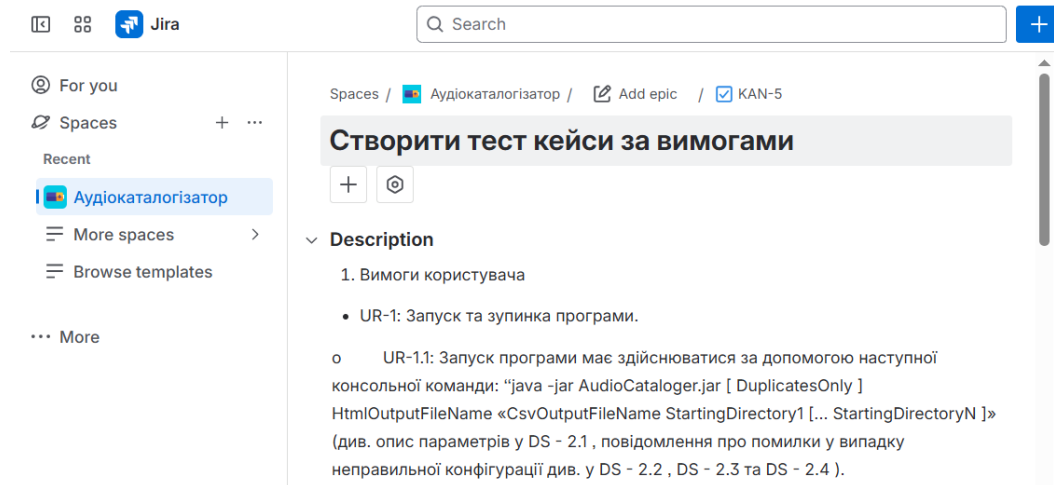 Jira
Search
For you
Spaces
Recent
Аудіокаталогізатор
More spaces
Browse templates
More
Spaces / Аудіокаталогізатор / Add epic / KAN-5
Створити тест кейси за вимогами
Description
1. Вимоги користувача
• UR-1: Запуск та зупинка програми.
o UR-1.1: Запуск програми має здійснюватися за допомогою наступної
консольної команди: “java -jar AudioCataloger.jar [ DuplicatesOnly ]
HtmlOutputFileName «CsvOutputFileName StartingDirectory1 [... StartingDirectoryN ]»
(див. опис параметрів у DS - 2.1 , повідомлення про помилки у випадку
неправильної конфігурації див. у DS - 2.2 , DS - 2.3 та DS - 2.4 ).